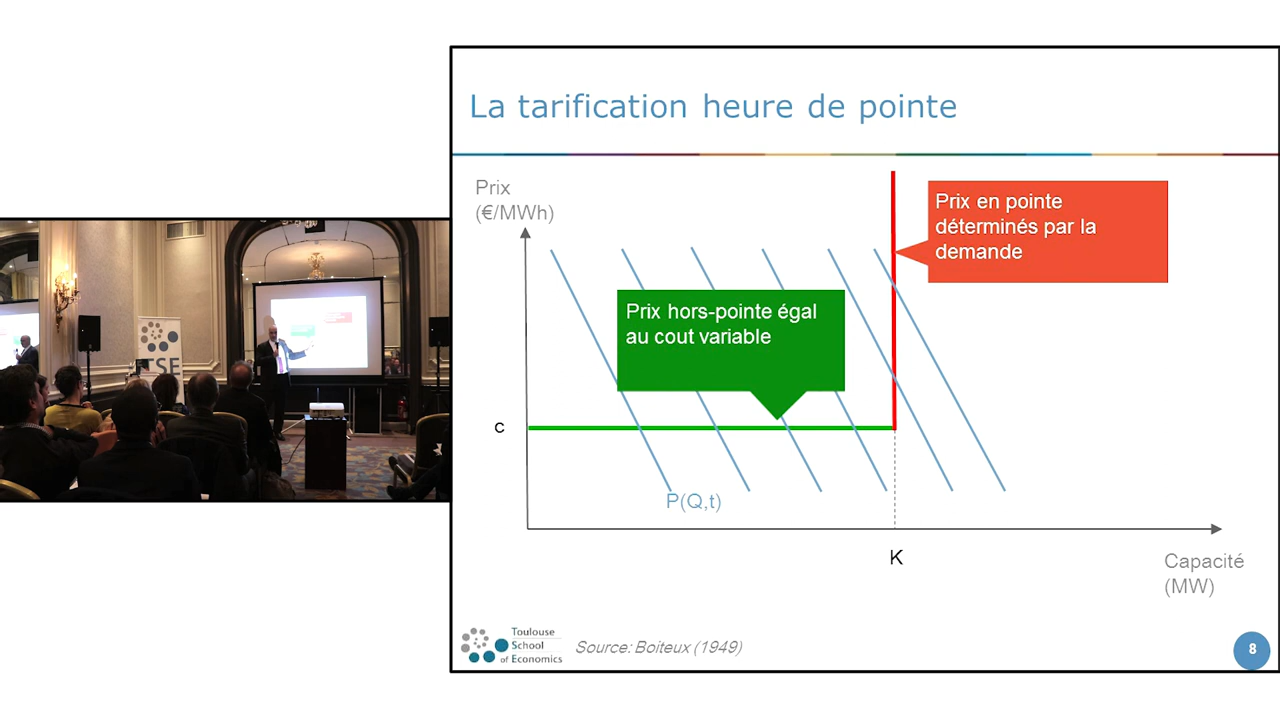 La tarification heure de pointe
Prix
(€/MWh)
Prix en pointe
déterminés par la
demande
Prix hors-pointe égal
au cout variable
c
P(Q,t)
K
Capacité
(MW)
Toulouse
School
of Economics
Source: Boiteux (1949)
8
TSE